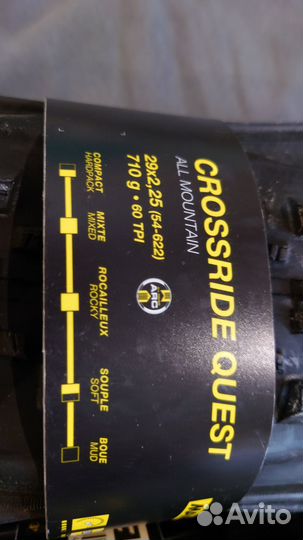 CROSSRIDE QUEST
ALL MOUNTAIN
29x2,25 (54-622)
710 g • 60 TPI
ARC
COMPACT
HARDPACK
MIXTE
MIXED
ROCAILLEUX
ROCKY
SOUPLE
SOFT
BOUE
MUD
Avito